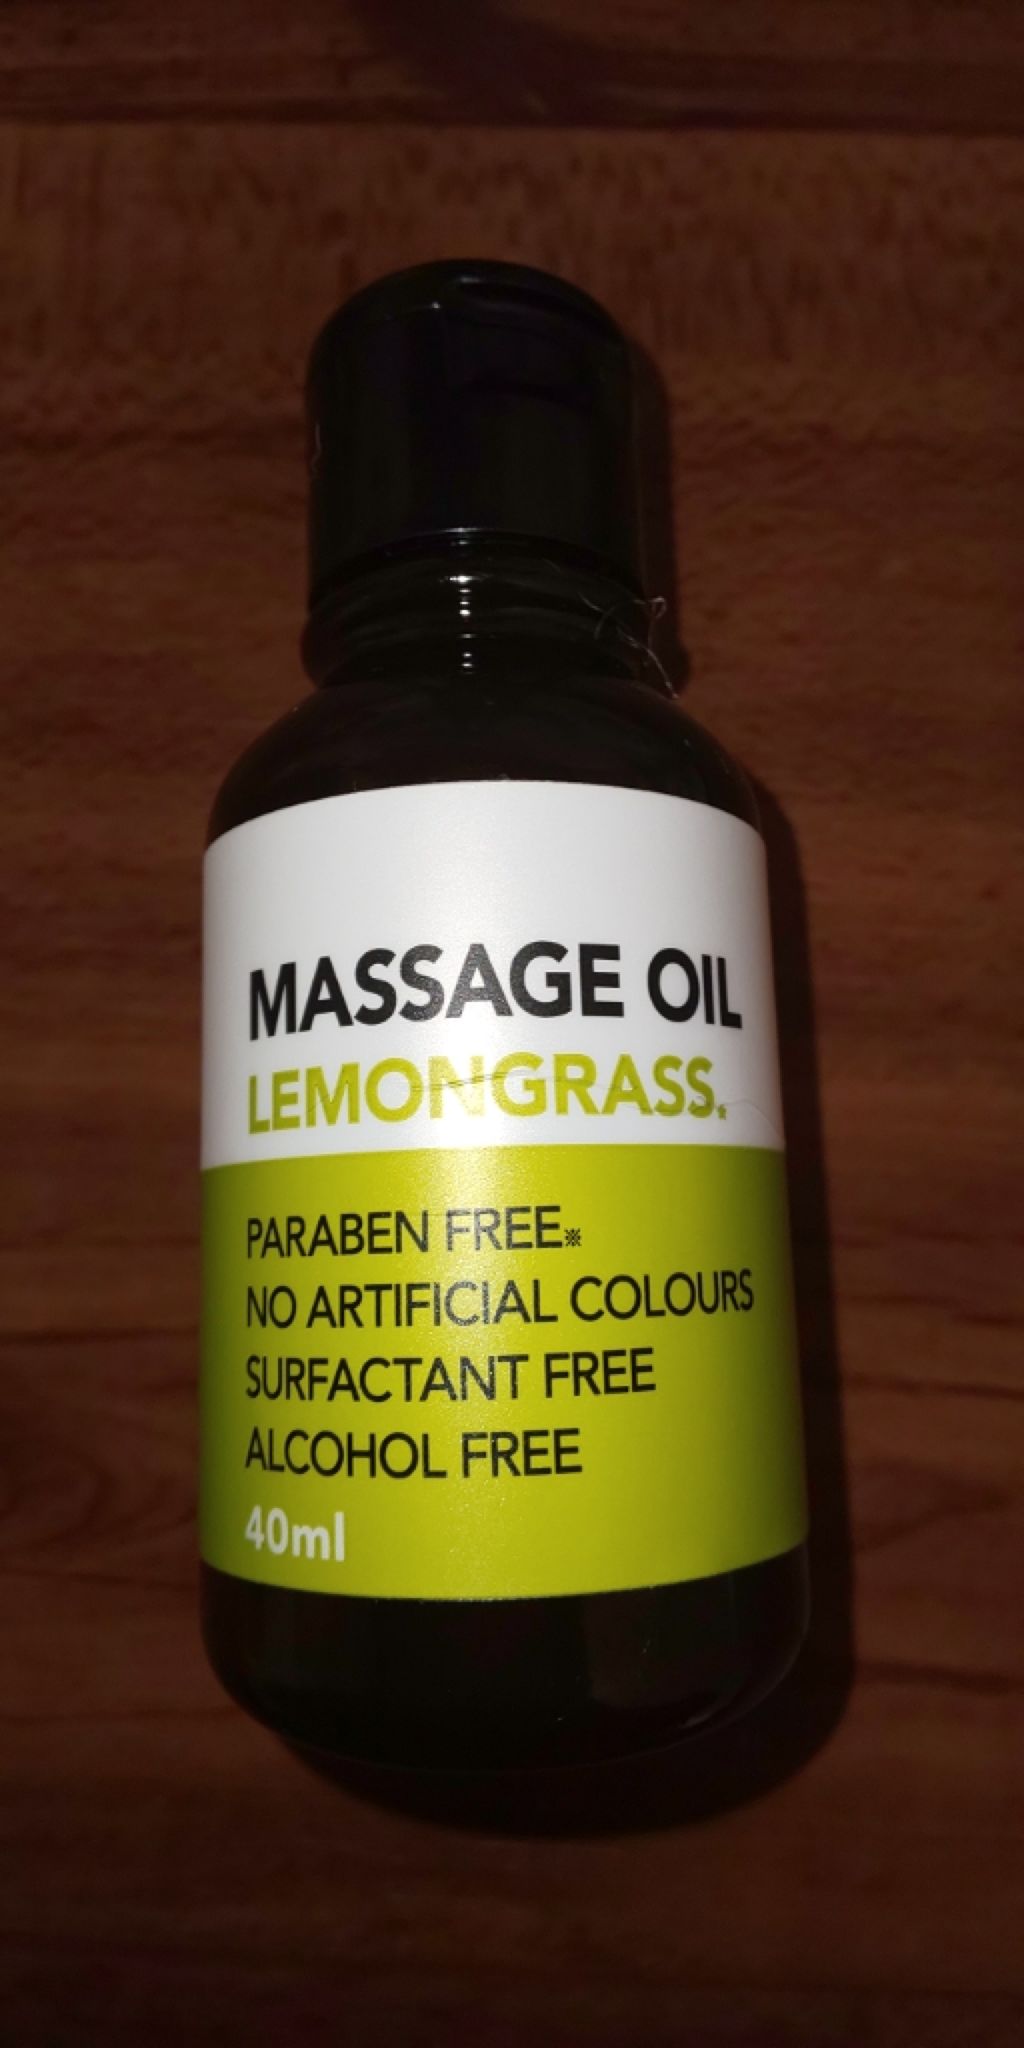 MASSAGE OIL
LEMONGRASS.
PARABEN FREE※
NO ARTIFICIAL COLOURS
SURFACTANT FREE
ALCOHOL FREE
40ml